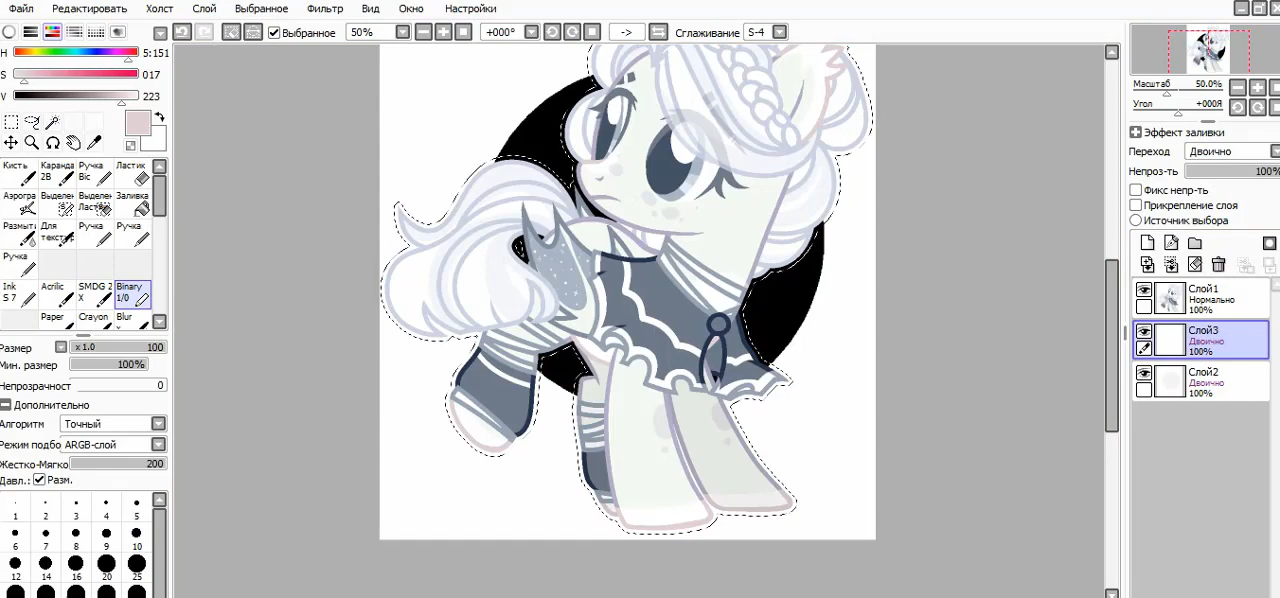 Файл Редактировать Холст Слой Выбранное Фильтр Вид Окно Настройки
Выбранное 50% +000° -> Сглаживание S-4
H 5:151
S 017
V 223
Кисть Каранда 2B Ручка Bic Ластик
Аэрогра Выделен Выделен Ластик Заливка
Размыти Для текст Ручка Ручка
Ручка
Ink S 7 Acrilic SMDG 2 X Binary 1/0
Paper Crayon Blur
Размер x 1.0 100
Мин. размер 100%
Непрозрачност 0
Дополнительно
Алгоритм Точный
Режим подбо ARGB-слой
Жестко-Мягко 200
Давл.: Разм.
1 2 3 4 5
6 7 8 9 10
12 14 16 20 25
Масштаб 50.0%
Угол +000Я
Эффект заливки
Переход Двоично
Непроз-ть 100%
Фикс непр-ть
Прикрепление слоя
Источник выбора
Слой1
Нормально
100%
Слой3
Двоично
100%
Слой2
Двоично
100%